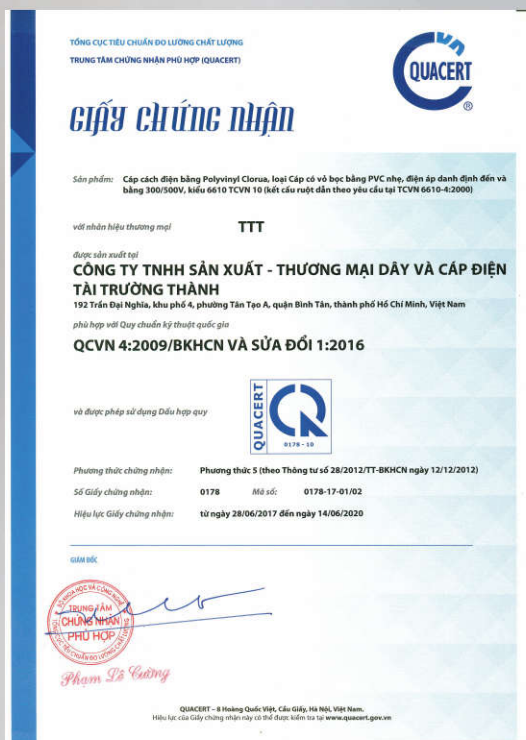 TỔNG CỤC TIÊU CHUẨN ĐO LƯỜNG CHẤT LƯỢNG
TRUNG TÂM CHỨNG NHẬN PHÙ HỢP (QUACERT)
QUACERT
®
GIẤY CHỨNG NHẬN
Sản phẩm: Cáp cách điện bằng Polyvinyl Clorua, loại Cáp có vỏ bọc bằng PVC nhẹ, điện áp danh định đến và
bằng 300/500V, kiểu 6610 TCVN 10 (kết cấu ruột dẫn theo yêu cầu tại TCVN 6610-4:2000)
với nhãn hiệu thương mại TTT
được sản xuất tại
CÔNG TY TNHH SẢN XUẤT - THƯƠNG MẠI DÂY VÀ CÁP ĐIỆN
TÀI TRƯỜNG THÀNH
192 Trần Đại Nghĩa, khu phố 4, phường Tân Tạo A, quận Bình Tân, thành phố Hồ Chí Minh, Việt Nam
phù hợp với Quy chuẩn kỹ thuật quốc gia
QCVN 4:2009/BKHCN VÀ SỬA ĐỔI 1:2016
và được phép sử dụng Dấu hợp quy
QUACERT
CR
0178 - 10
Phương thức chứng nhận: Phương thức 5 (theo Thông tư số 28/2012/TT-BKHCN ngày 12/12/2012)
Số Giấy chứng nhận: 0178 Mã số: 0178-17-01/02
Hiệu lực Giấy chứng nhận: từ ngày 28/06/2017 đến ngày 14/06/2020
GIÁM ĐỐC
TRUNG TÂM
CHỨNG NHẬN
PHÙ HỢP
Phạm Lê Cường
QUACERT – 8 Hoàng Quốc Việt, Cầu Giấy, Hà Nội, Việt Nam.
Hiệu lực của Giấy chứng nhận này có thể được kiểm tra tại www.quacert.gov.vn